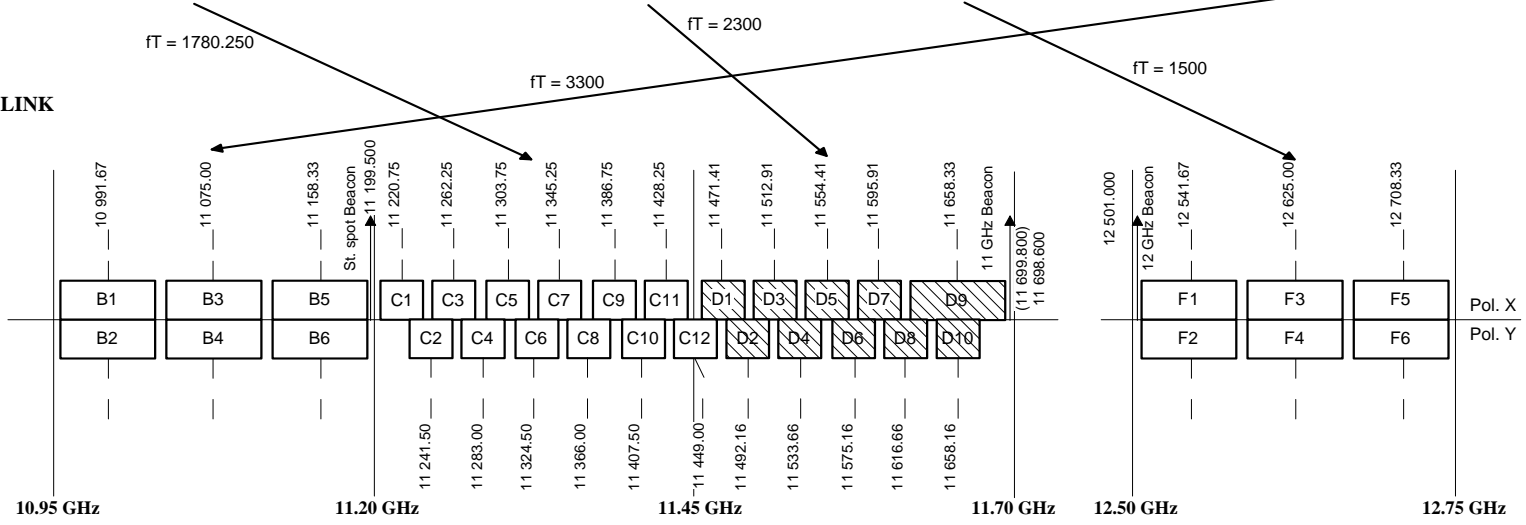 fT = 2300
fT = 1780.250
fT = 1500
fT = 3300
LINK
10 991.67
11 075.00
11 158.33
St. spot Beacon
11 199.500
11 220.75
11 262.25
11 303.75
11 345.25
11 386.75
11 428.25
11 471.41
11 512.91
11 554.41
11 595.91
11 658.33
11 GHz Beacon
(11 699.800)
11 698.600
12 501.000
12 GHz Beacon
12 541.67
12 625.00
12 708.33
B1 B3 B5 C1 C3 C5 C7 C9 C11 D1 D3 D5 D7 D9 F1 F3 F5 Pol. X
B2 B4 B6 C2 C4 C6 C8 C10 C12 D2 D4 D6 D8 D10 F2 F4 F6 Pol. Y
11 241.50
11 283.00
11 324.50
11 366.00
11 407.50
11 449.00
11 492.16
11 533.66
11 575.16
11 616.66
11 658.16
10.95 GHz 11.20 GHz 11.45 GHz 11.70 GHz 12.50 GHz 12.75 GHz